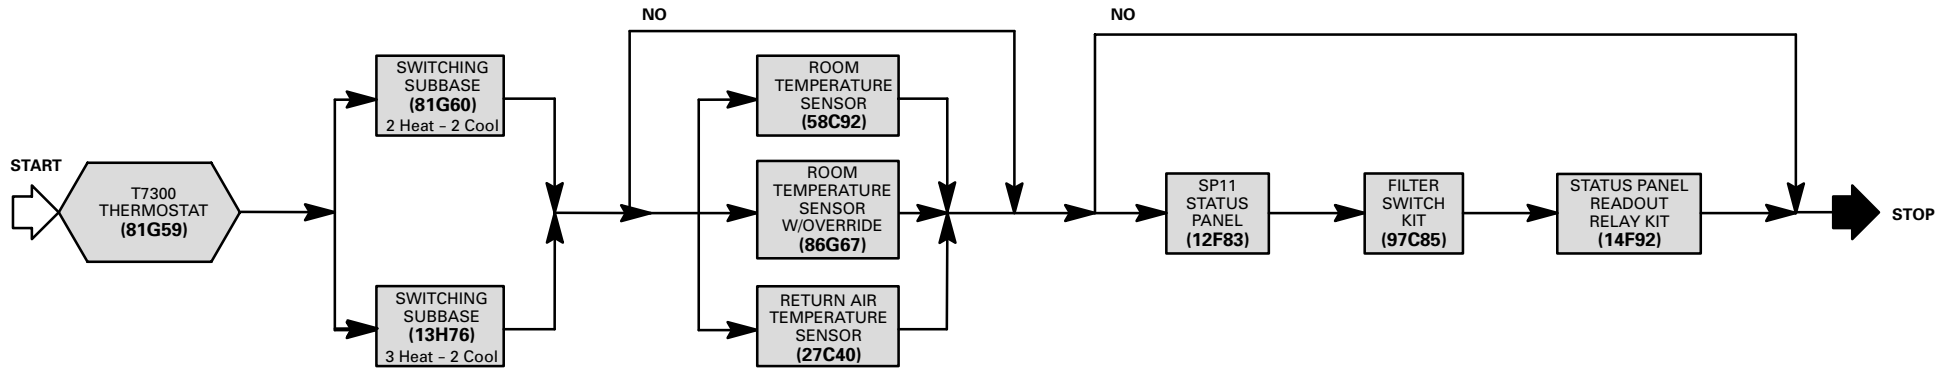 START
T7300
THERMOSTAT
(81G59)
SWITCHING
SUBBASE
(81G60)
2 Heat – 2 Cool
SWITCHING
SUBBASE
(13H76)
3 Heat – 2 Cool
NO
ROOM
TEMPERATURE
SENSOR
(58C92)
ROOM
TEMPERATURE
SENSOR
W/OVERRIDE
(86G67)
RETURN AIR
TEMPERATURE
SENSOR
(27C40)
NO
SP11
STATUS
PANEL
(12F83)
FILTER
SWITCH
KIT
(97C85)
STATUS PANEL
READOUT
RELAY KIT
(14F92)
STOP